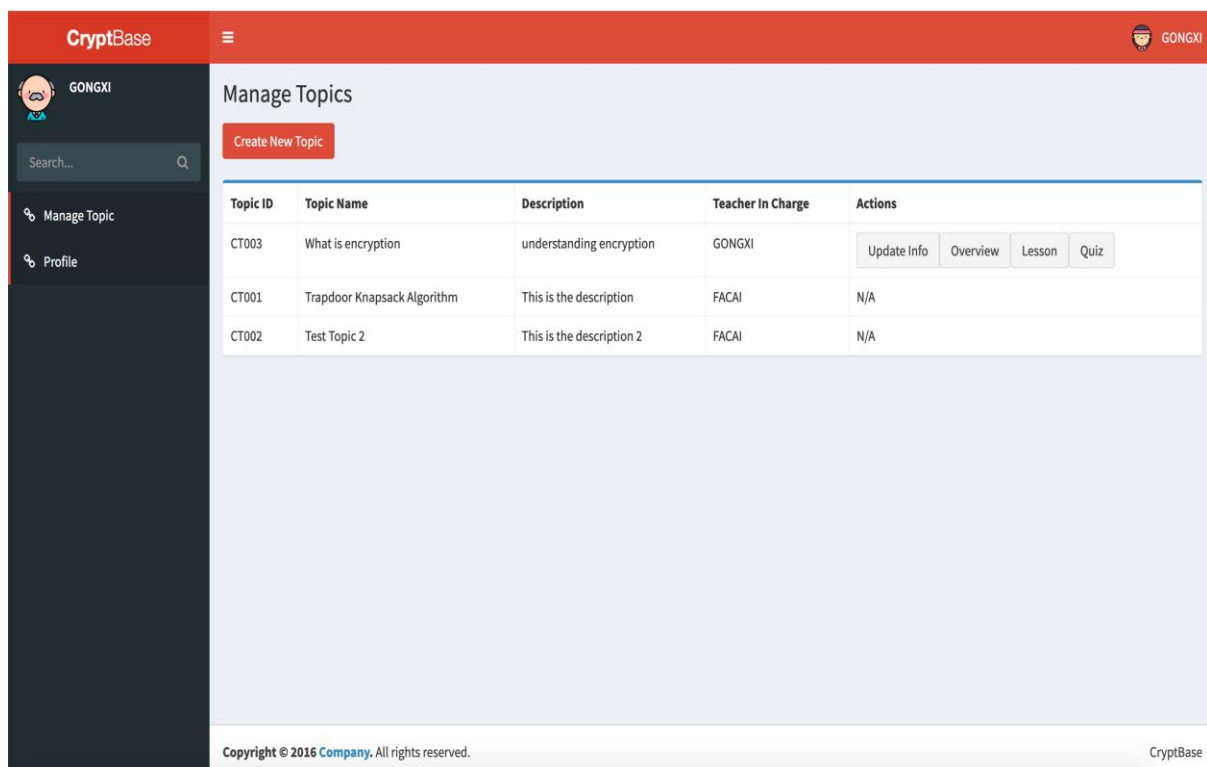 CryptBase
GONGXI
GONGXI
Search...
Manage Topic
Profile
Manage Topics
Create New Topic
Topic ID Topic Name Description Teacher In Charge Actions
CT003 What is encryption understanding encryption GONGXI Update Info Overview Lesson Quiz
CT001 Trapdoor Knapsack Algorithm This is the description FACAI N/A
CT002 Test Topic 2 This is the description 2 FACAI N/A
Copyright © 2016 Company. All rights reserved. CryptBase